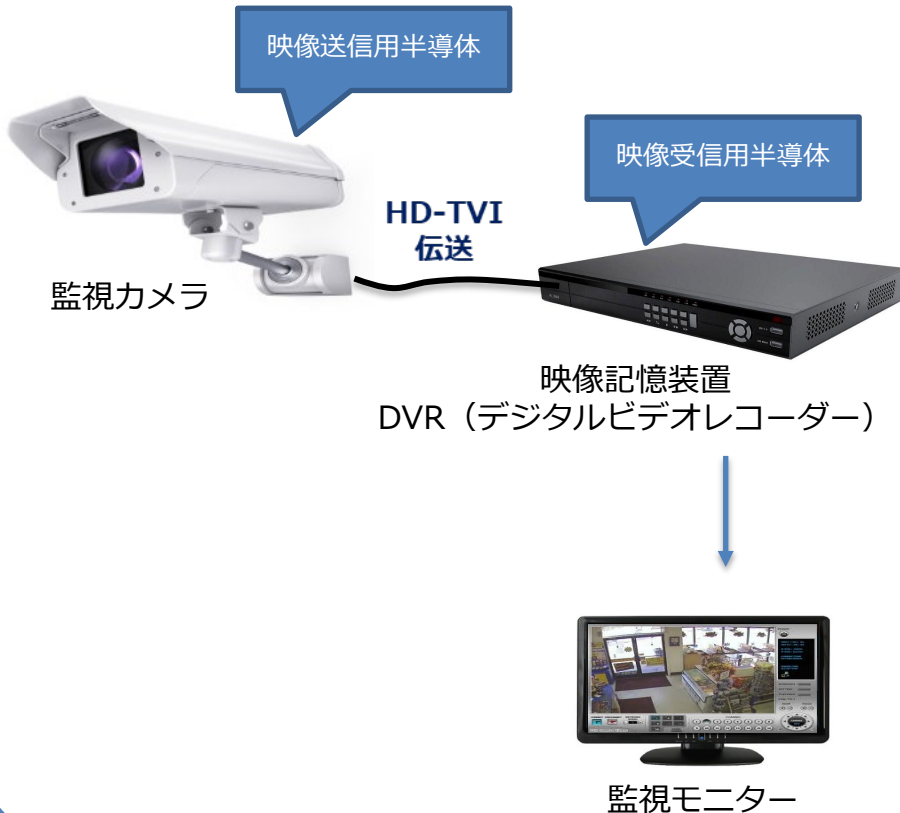 映像送信用半導体
映像受信用半導体
HD-TVI
伝送
監視カメラ
映像記憶装置
DVR（デジタルビデオレコーダー）
監視モニター